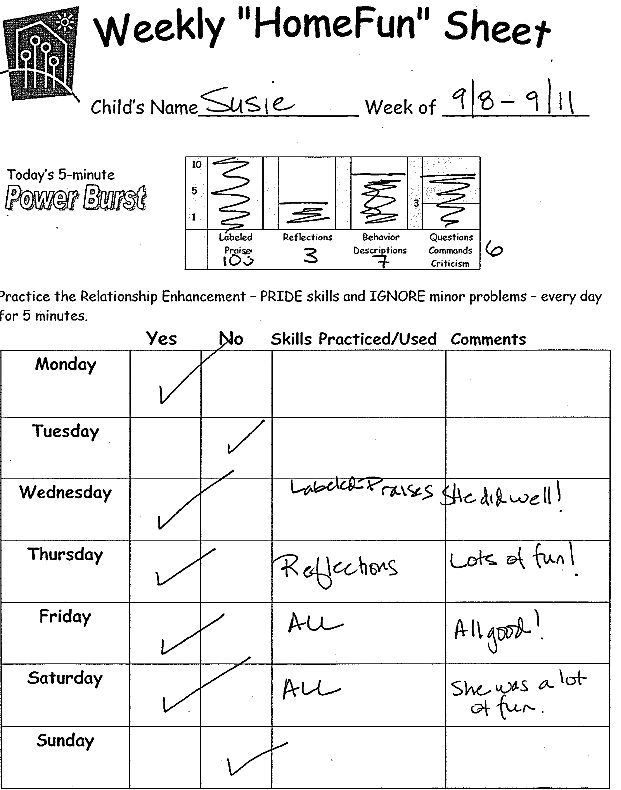 Weekly "HomeFun" Sheet
Child's Name Susie Week of 9/8 - 9/11
Today's 5-minute
Power Burst
10
5
1
3
Labeled Praise Reflections Behavior Descriptions Questions Commands Criticism
10 3 7 6
Practice the Relationship Enhancement – PRIDE skills and IGNORE minor problems – every day
for 5 minutes.
Yes No Skills Practiced/Used Comments
Monday
Tuesday
Wednesday Labeled Praises She did well!
Thursday Reflections Lots of fun!
Friday ALL All good!
Saturday ALL She was a lot
of fun.
Sunday